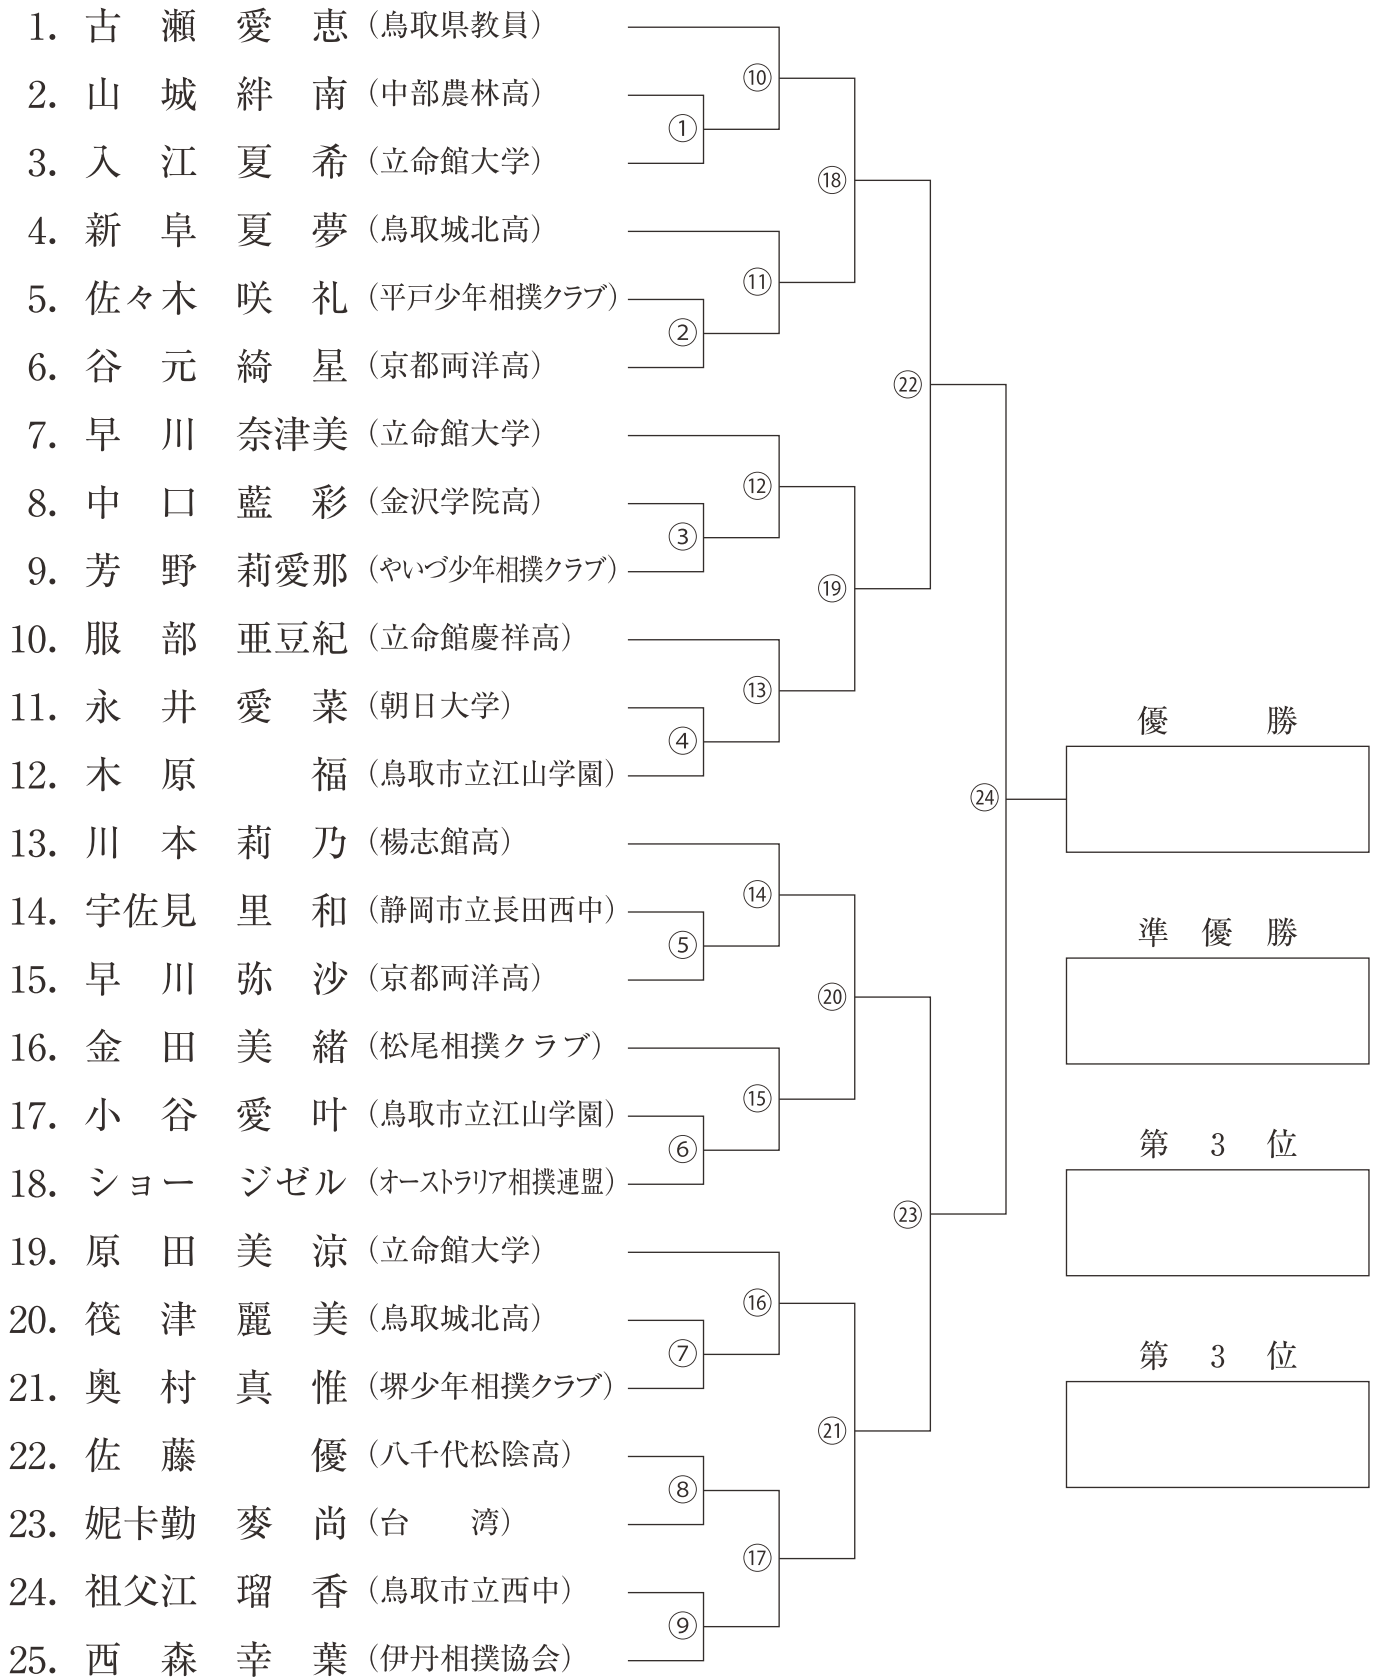 1. 古瀬愛恵（鳥取県教員）
2. 山城絆南（中部農林高）
3. 入江夏希（立命館大学）
4. 新阜夏夢（鳥取城北高）
5. 佐々木咲礼（平戸少年相撲クラブ）
6. 谷元綺星（京都両洋高）
7. 早川奈津美（立命館大学）
8. 中口藍彩（金沢学院高）
9. 芳野莉愛那（やいづ少年相撲クラブ）
10. 服部亜豆紀（立命館慶祥高）
11. 永井愛菜（朝日大学）
12. 木原福（鳥取市立江山学園）
13. 川本莉乃（楊志館高）
14. 宇佐見里和（静岡市立長田西中）
15. 早川弥沙（京都両洋高）
16. 金田美緒（松尾相撲クラブ）
17. 小谷愛叶（鳥取市立江山学園）
18. ショージゼル（オーストラリア相撲連盟）
19. 原田美涼（立命館大学）
20. 筏津麗美（鳥取城北高）
21. 奥村真惟（堺少年相撲クラブ）
22. 佐藤優（八千代松陰高）
23. 妮卡勤麥尚（台湾）
24. 祖父江瑠香（鳥取市立西中）
25. 西森幸葉（伊丹相撲協会）
①
②
③
④
⑤
⑥
⑦
⑧
⑨
⑩
⑪
⑫
⑬
⑭
⑮
⑯
⑰
⑱
⑲
⑳
㉑
㉒
㉓
㉔
優勝
準優勝
第3位
第3位